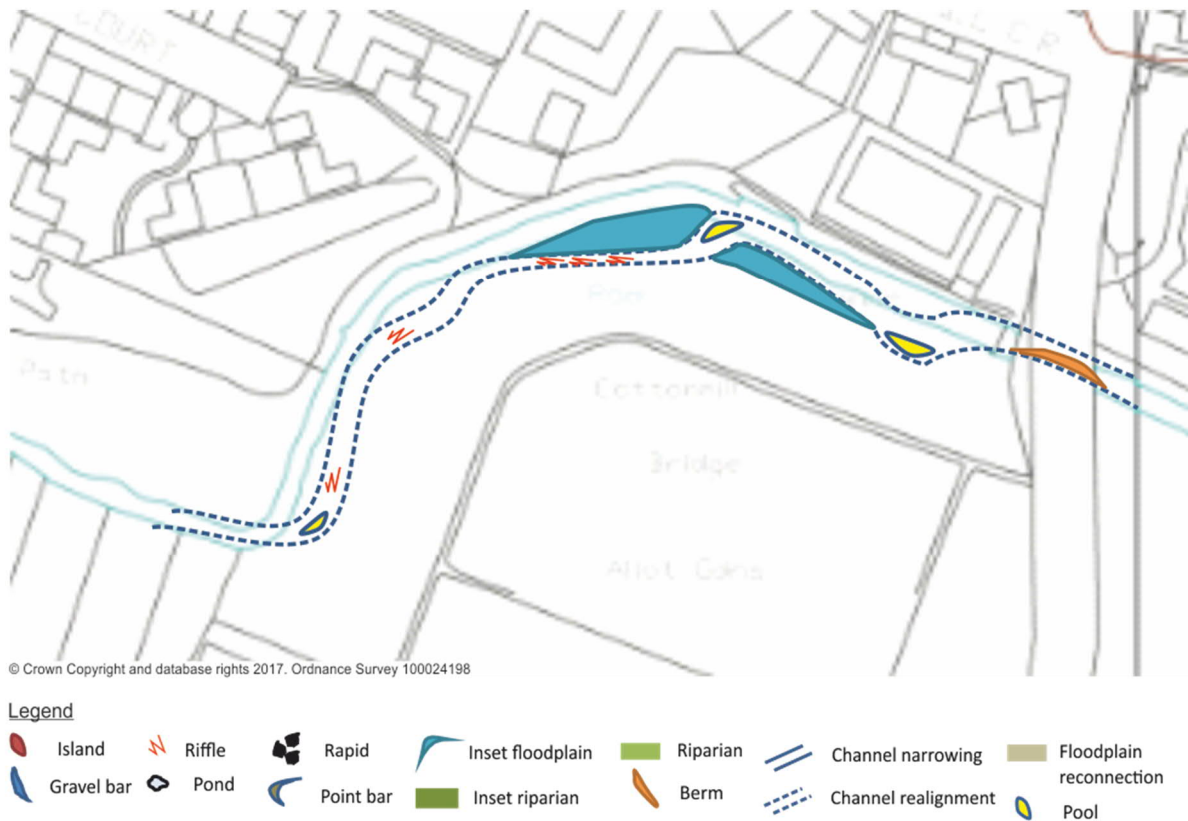 COURT
L C R
Path
Cottonmill
Bridge
Allot Gdns
© Crown Copyright and database rights 2017. Ordnance Survey 100024198
Legend
Island
Riffle
Rapid
Inset floodplain
Riparian
Channel narrowing
Floodplain
reconnection
Gravel bar
Pond
Point bar
Inset riparian
Berm
Channel realignment
Pool